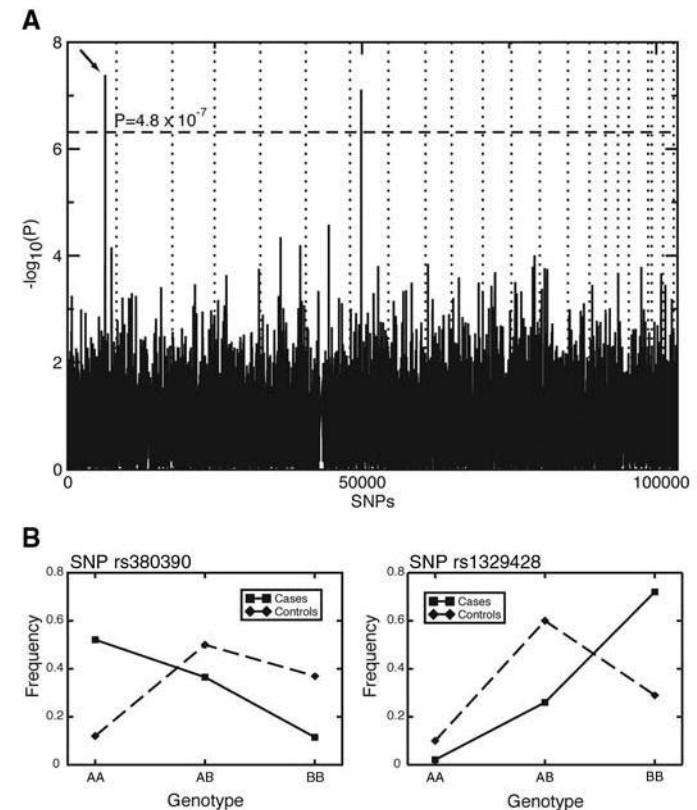 A
8
P=4.8 x 10-7
6
-log10(P)
4
2
0
0 50000 100000
SNPs
B
SNP rs380390 SNP rs1329428
0.8 0.8
Cases Cases
Controls Controls
0.6 0.6
Frequency Frequency
0.4 0.4
0.2 0.2
0 0
AA AB BB AA AB BB
Genotype Genotype